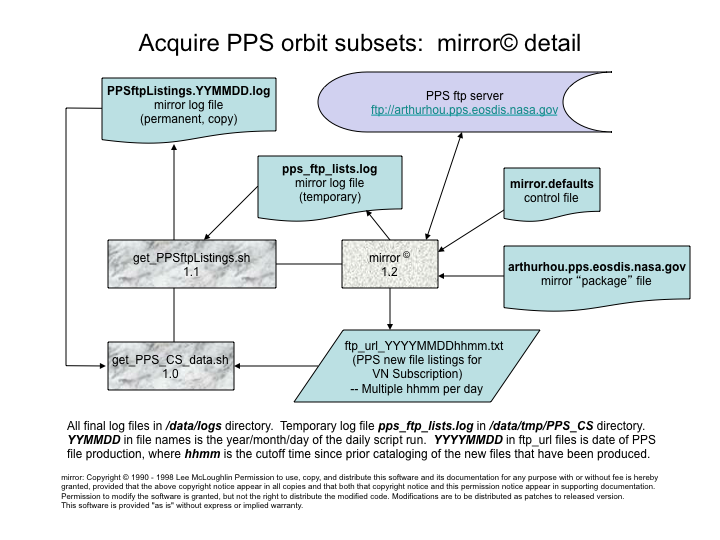 Acquire PPS orbit subsets:  mirror© detail
PPSftpListings.YYMMDD.log
mirror log file
(permanent, copy)
PPS ftp server
ftp://arthurhou.pps.eosdis.nasa.gov
pps_ftp_lists.log
mirror log file
(temporary)
mirror.defaults
control file
get_PPSftpListings.sh
1.1
mirror ©
1.2
arthurhou.pps.eosdis.nasa.gov
mirror “package” file
get_PPS_CS_data.sh
1.0
ftp_url_YYYYMMDDhhmm.txt
(PPS new file listings for
VN Subscription)
-- Multiple hhmm per day
All final log files in /data/logs directory.  Temporary log file pps_ftp_lists.log in /data/tmp/PPS_CS directory.
YYMMDD in file names is the year/month/day of the daily script run.  YYYYMMDD in ftp_url files is date of PPS
file production, where hhmm is the cutoff time since prior cataloging of the new files that have been produced.
mirror: Copyright © 1990 - 1998 Lee McLoughlin Permission to use, copy, and distribute this software and its documentation for any purpose with or without fee is hereby
granted, provided that the above copyright notice appear in all copies and that both that copyright notice and this permission notice appear in supporting documentation.
Permission to modify the software is granted, but not the right to distribute the modified code. Modifications are to be distributed as patches to released version.
This software is provided "as is" without express or implied warranty.